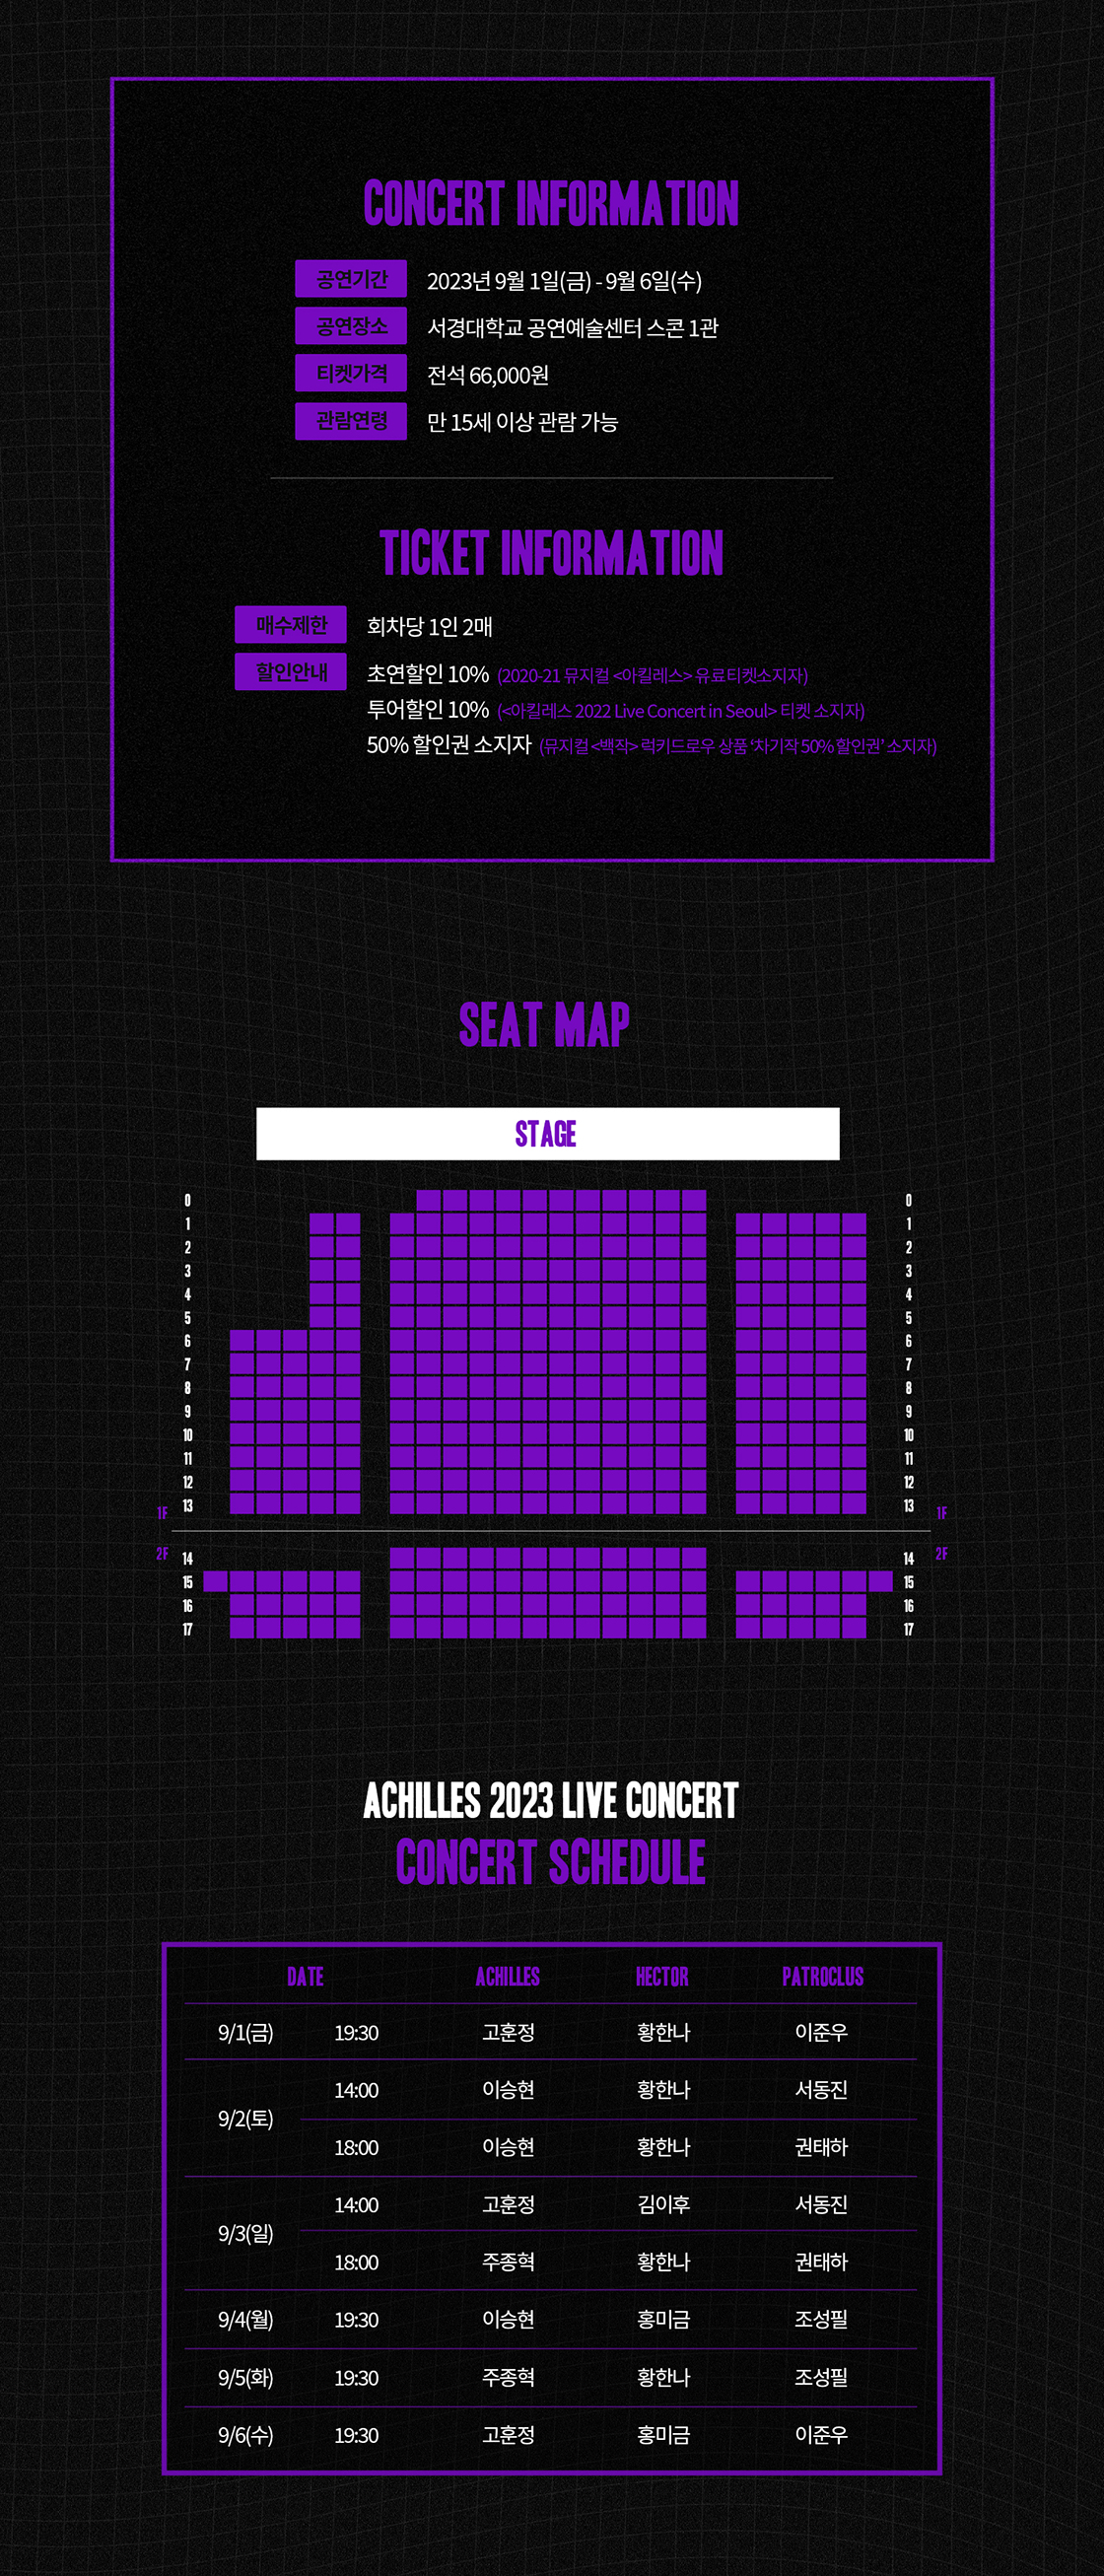 CONCERT INFORMATION
공연기간 2023년 9월 1일(금) - 9월 6일(수)
공연장소 서경대학교 공연예술센터 스콘 1관
티켓가격 전석 66,000원
관람연령 만 15세 이상 관람 가능
TICKET INFORMATION
매수제한 회차당 1인 2매
할인안내 초연할인 10% (2020-21 뮤지컬 <아킬레스> 유료티켓소지자)
투어할인 10% (<아킬레스 2022 Live Concert in Seoul> 티켓 소지자)
50% 할인권 소지자 (뮤지컬 <백작> 럭키드로우 상품 ‘차기작 50% 할인권’ 소지자)
SEAT MAP
STAGE
0 0
1 1
2 2
3 3
4 4
5 5
6 6
7 7
8 8
9 9
10 10
11 11
12 12
13 13
1F 1F
2F 2F
14 14
15 15
16 16
17 17
ACHILLES 2023 LIVE CONCERT
CONCERT SCHEDULE
DATE ACHILLES HECTOR PATROCLUS
9/1(금) 19:30 고훈정 황한나 이준우
9/2(토) 14:00 이승현 황한나 서동진
18:00 이승현 황한나 권태하
9/3(일) 14:00 고훈정 김이후 서동진
18:00 주종혁 황한나 권태하
9/4(월) 19:30 이승현 홍미금 조성필
9/5(화) 19:30 주종혁 황한나 조성필
9/6(수) 19:30 고훈정 홍미금 이준우